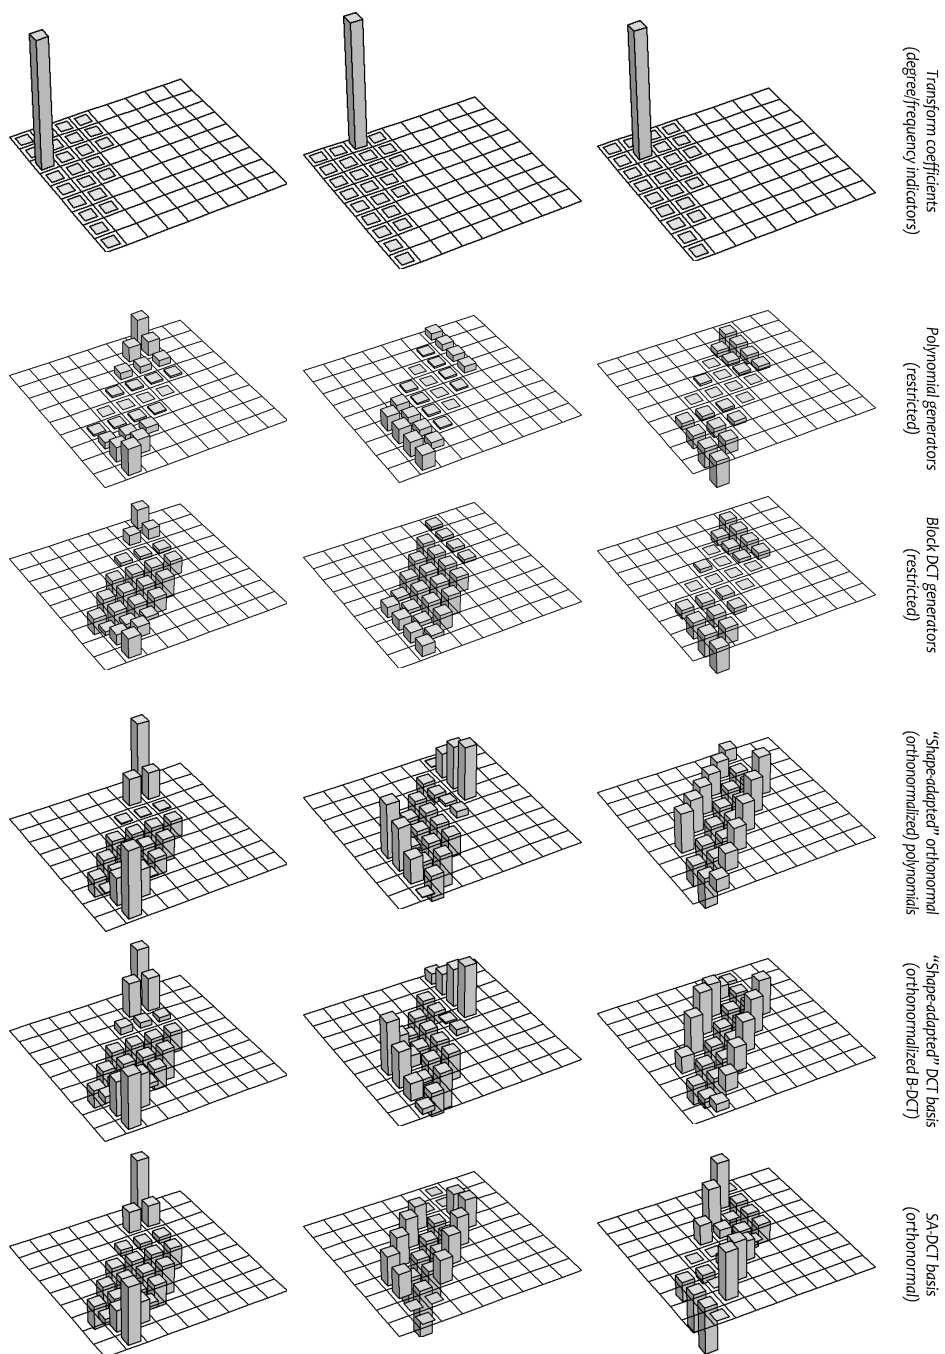 Transform coefficients
(degree/frequency indicators)
Polynomial generators
(restricted)
Block DCT generators
(restricted)
“Shape-adapted” orthonormal
(orthonormalized) polynomials
“Shape-adapted” DCT basis
(orthonormalized B-DCT)
SA-DCT basis
(orthonormal)